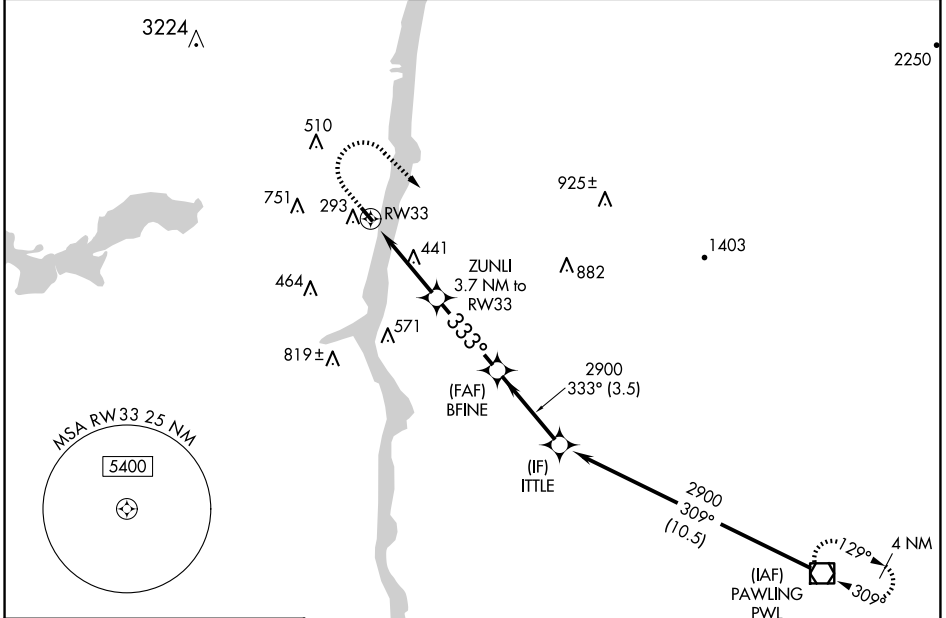 3224
2250
510
925±
751
293
RW33
1403
441
882
ZUNLI
3.7 NM to
RW33
464
571
333°
819±
2900
333° (3.5)
(FAF)
BFINE
MSA RW33 25 NM
5400
(IF)
ITTLE
2900
309°
(10.5)
129°
4 NM
309°
(IAF)
PAWLING
PWL